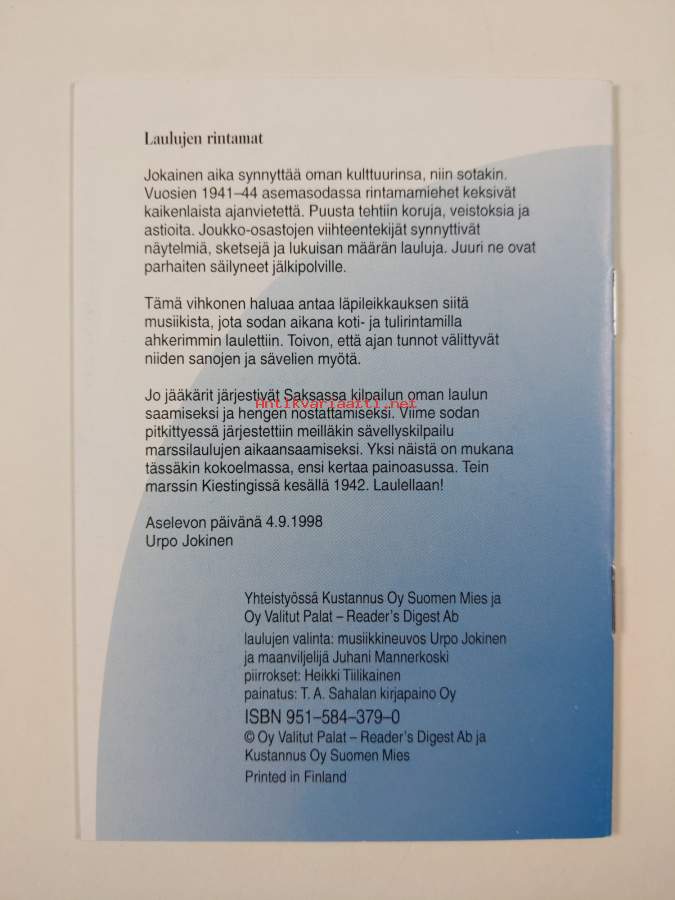 Laulujen rintamat
Jokainen aika synnyttää oman kulttuurinsa, niin sotakin.
Vuosien 1941–44 asemasodassa rintamamiehet keksivät
kaikenlaista ajanvietettä. Puusta tehtiin koruja, veistoksia ja
astioita. Joukko-osastojen viihteentekijät synnyttivät
näytelmiä, sketsejä ja lukuisan määrän lauluja. Juuri ne ovat
parhaiten säilyneet jälkipolville.
Tämä vihkonen haluaa antaa läpileikkauksen siitä
musiikista, jota sodan aikana koti- ja tulirintamilla
ahkerimmin laulettiin. Toivon, että ajan tunnot välittyvät
niiden sanojen ja sävelien myötä.
Jo jääkärit järjestivät Saksassa kilpailun oman laulun
Antikvariaatti.net
saamiseksi ja hengen nostattamiseksi. Viime sodan
pitkittyessä järjestettiin meilläkin sävellyskilpailu
marssilaulujen aikaansaamiseksi. Yksi näistä on mukana
tässäkin kokoelmassa, ensi kertaa painoasussa. Tein
marssin Kiestingissä kesällä 1942. Laulellaan!
Aselevon päivänä 4.9.1998
Urpo Jokinen
Yhteistyössä Kustannus Oy Suomen Mies ja
Oy Valitut Palat – Reader's Digest Ab
laulujen valinta: musiikkineuvos Urpo Jokinen
ja maanviljelijä Juhani Mannerkoski
piirrokset: Heikki Tiilikainen
painatus: T. A. Sahalan kirjapaino Oy
ISBN 951–584–379–0
© Oy Valitut Palat – Reader's Digest Ab ja
Kustannus Oy Suomen Mies
Printed in Finland